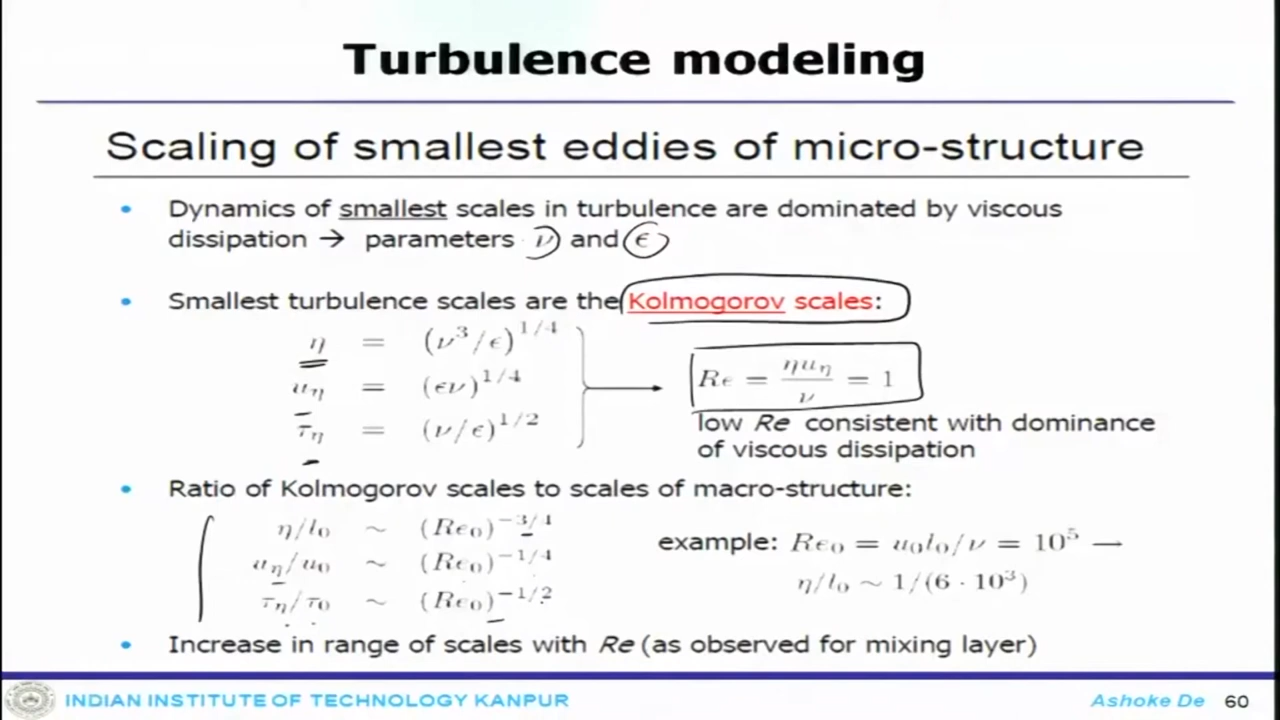 Turbulence modeling
Scaling of smallest eddies of micro-structure
• Dynamics of smallest scales in turbulence are dominated by viscous
dissipation → parameters ν and ϵ
• Smallest turbulence scales are the Kolmogorov scales:
η = (ν³/ϵ)^1/4
u_η = (ϵν)^1/4
τ_η = (ν/ϵ)^1/2
Re = ηu_η/ν = 1
low Re consistent with dominance
of viscous dissipation
• Ratio of Kolmogorov scales to scales of macro-structure:
η/l₀ ~ (Re₀)^−3/4
u_η/u₀ ~ (Re₀)^−1/4
τ_η/τ₀ ~ (Re₀)^−1/2
example: Re₀ = u₀l₀/ν = 10⁵ →
η/l₀ ~ 1/(6 · 10³)
• Increase in range of scales with Re (as observed for mixing layer)
INDIAN INSTITUTE OF TECHNOLOGY KANPUR
Ashoke De 60